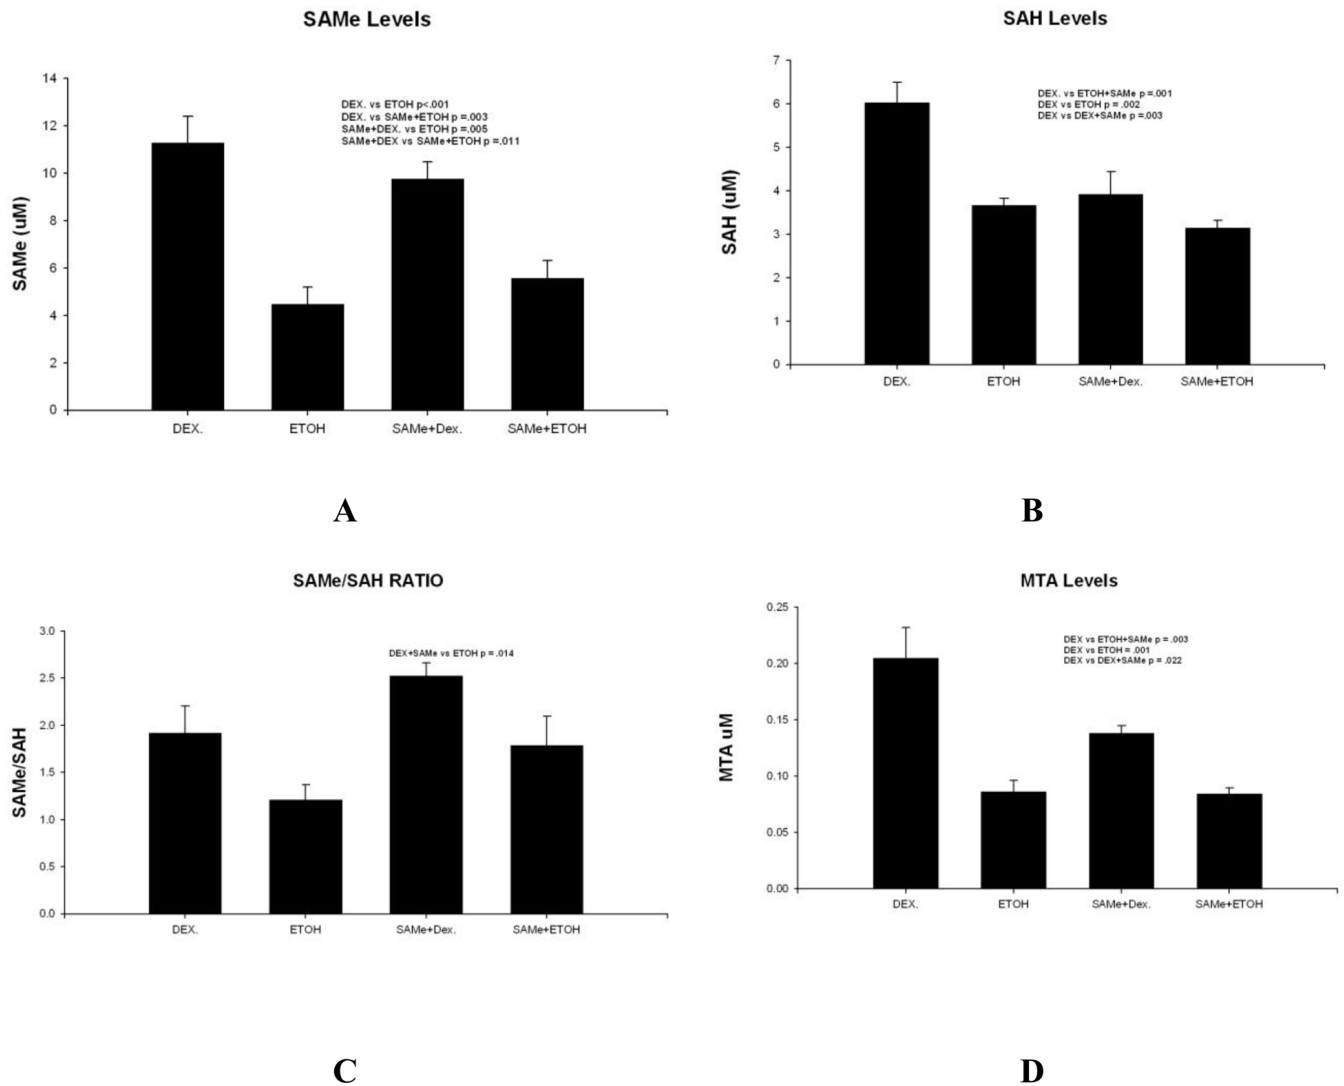 SAMe Levels
14
12
10
8
6
4
2
0
SAMe (uM)
DEX. vs ETOH p<.001
DEX. vs SAMe+ETOH p =.003
SAMe+DEX. vs ETOH p =.005
SAMe+DEX vs SAMe+ETOH p =.011
DEX.
ETOH
SAMe+Dex.
SAMe+ETOH
A
SAH Levels
7
6
5
4
3
2
1
0
SAH (uM)
DEX. vs ETOH+SAMe p =.001
DEX vs ETOH p = .002
DEX vs DEX+SAMe p =.003
DEX.
ETOH
SAMe+Dex.
SAMe+ETOH
B
SAMe/SAH RATIO
3.0
2.5
2.0
1.5
1.0
0.5
0.0
SAMe/SAH
DEX+SAMe vs ETOH p = .014
DEX.
ETOH
SAMe+Dex.
SAMe+ETOH
C
MTA Levels
0.25
0.20
0.15
0.10
0.05
0.00
MTA uM
DEX vs ETOH+SAMe p = .003
DEX vs ETOH = .001
DEX vs DEX+SAMe p = .022
DEX.
ETOH
SAMe+Dex.
SAMe+ETOH
D